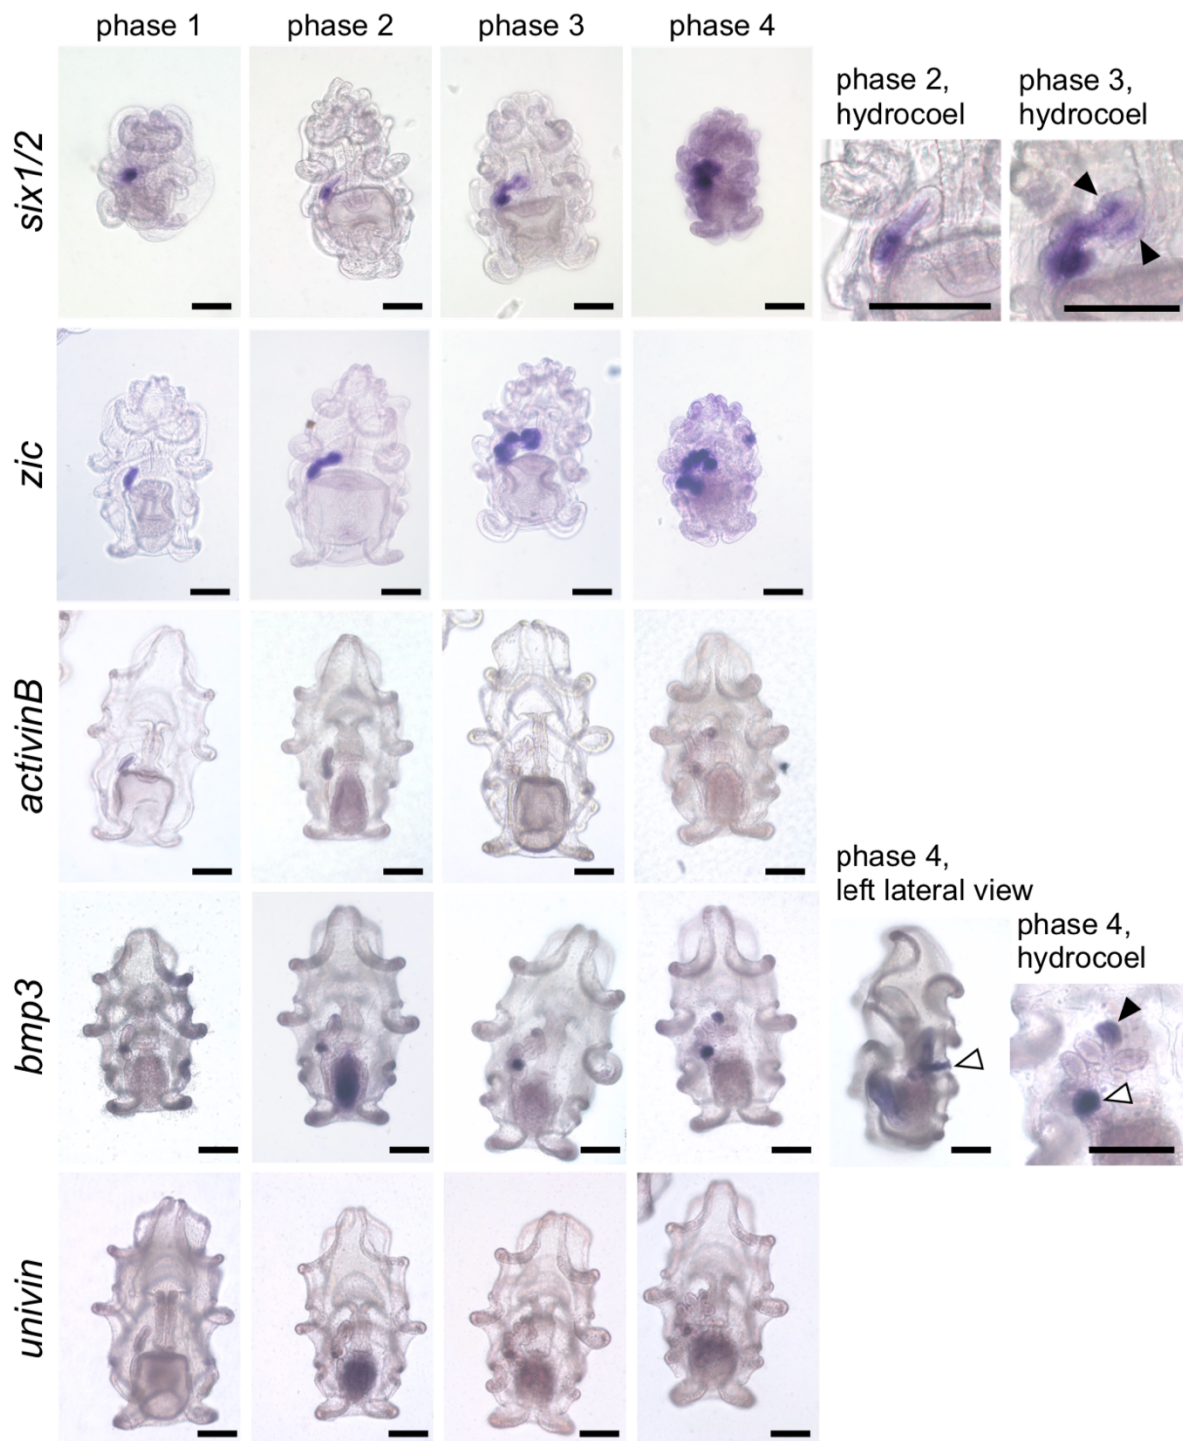 phase 1
phase 2
phase 3
phase 4
six1/2
phase 2,
hydrocoel
phase 3,
hydrocoel
zic
activinB
bmp3
phase 4,
left lateral view
phase 4,
hydrocoel
univin